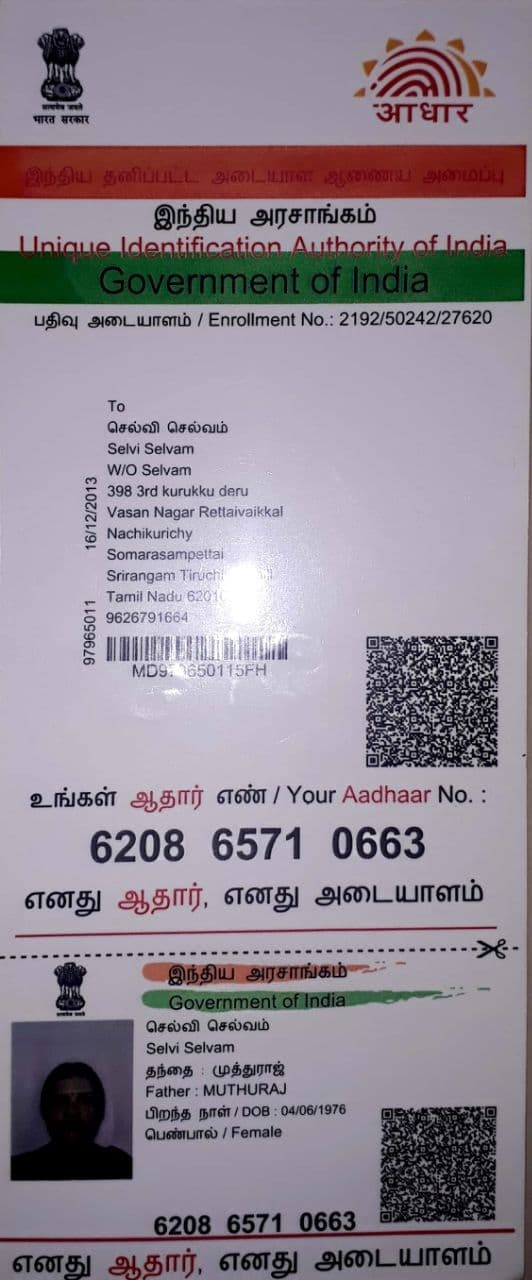 सत्यमेव जयते
भारत सरकार
आधार
இந்திய தனிப்பட்ட அடையாள ஆணைய அமைப்பு
இந்திய அரசாங்கம்
Unique Identification Authority of India
Government of India
பதிவு அடையாளம் / Enrollment No.: 2192/50242/27620
To
செல்வி செல்வம்
Selvi Selvam
W/O Selvam
398 3rd kurukku deru
Vasan Nagar Rettaivaikkal
Nachikurichy
Somarasampettai
Srirangam
Tamil Nadu
9626791664
16/12/2013
97965011
உங்கள் ஆதார் எண் / Your Aadhaar No. :
6208 6571 0663
எனது ஆதார், எனது அடையாளம்
இந்திய அரசாங்கம்
Government of India
செல்வி செல்வம்
Selvi Selvam
தந்தை : முத்துராஜ்
Father : MUTHURAJ
பிறந்த நாள் / DOB : 04/06/1976
பெண்பால் / Female
6208 6571 0663
எனது ஆதார், எனது அடையாளம்